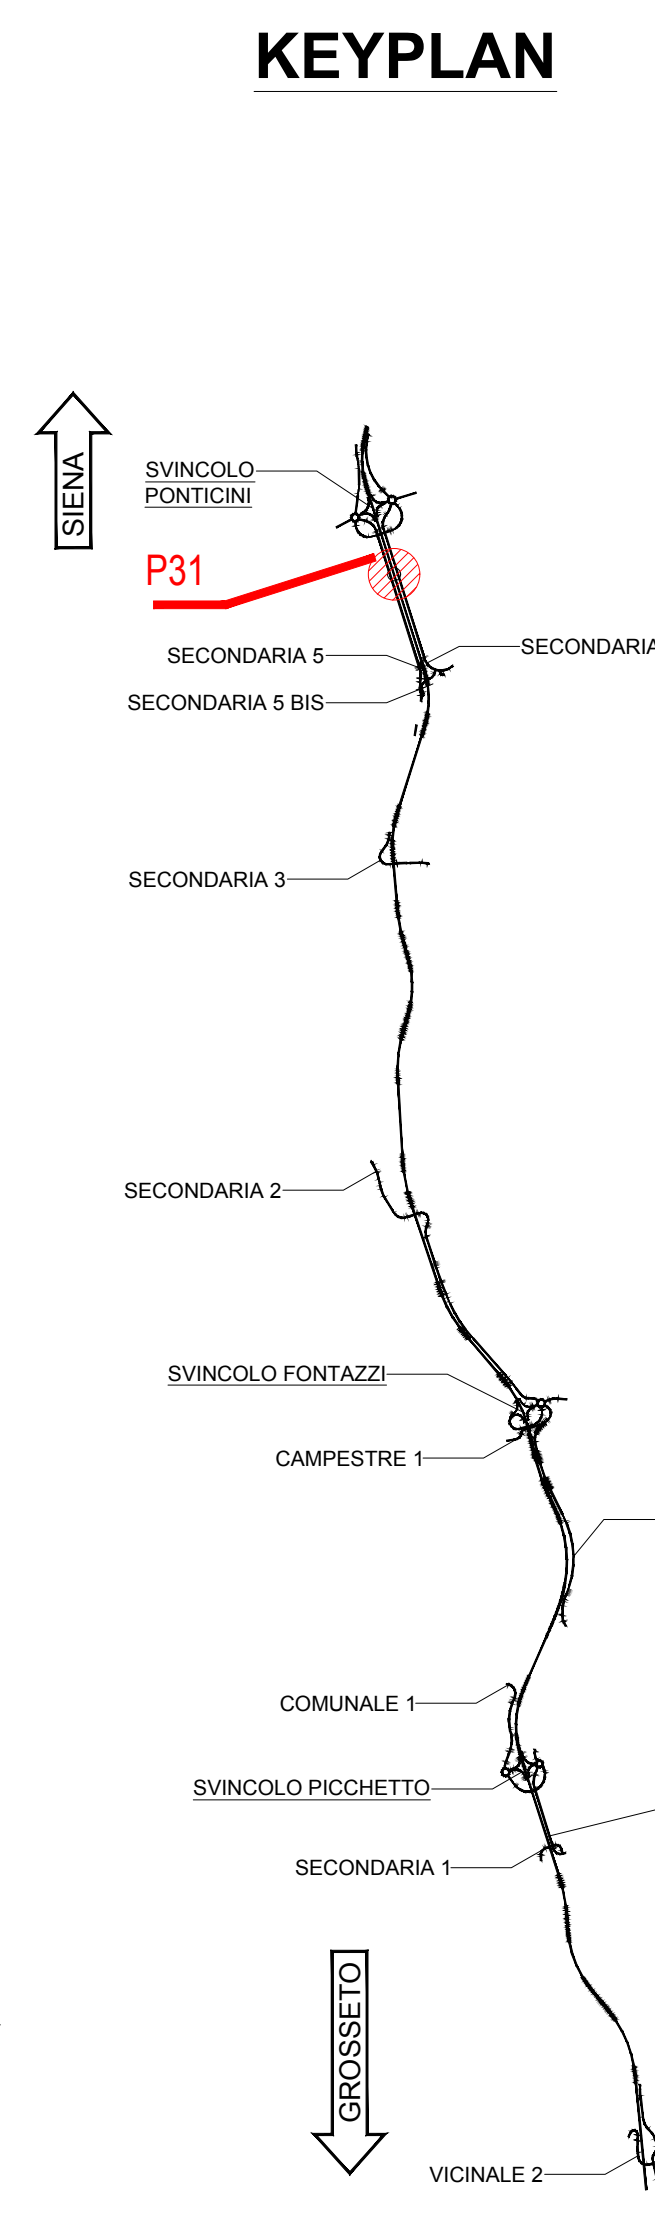 KEYPLAN
SIENA
SVINCOLO
PONTICINI
P31
SECONDARIA 5
SECONDARIA
SECONDARIA 5 BIS
SECONDARIA 3
SECONDARIA 2
SVINCOLO FONTAZZI
CAMPESTRE 1
COMUNALE 1
SVINCOLO PICCHETTO
SECONDARIA 1
GROSSETO
VICINALE 2